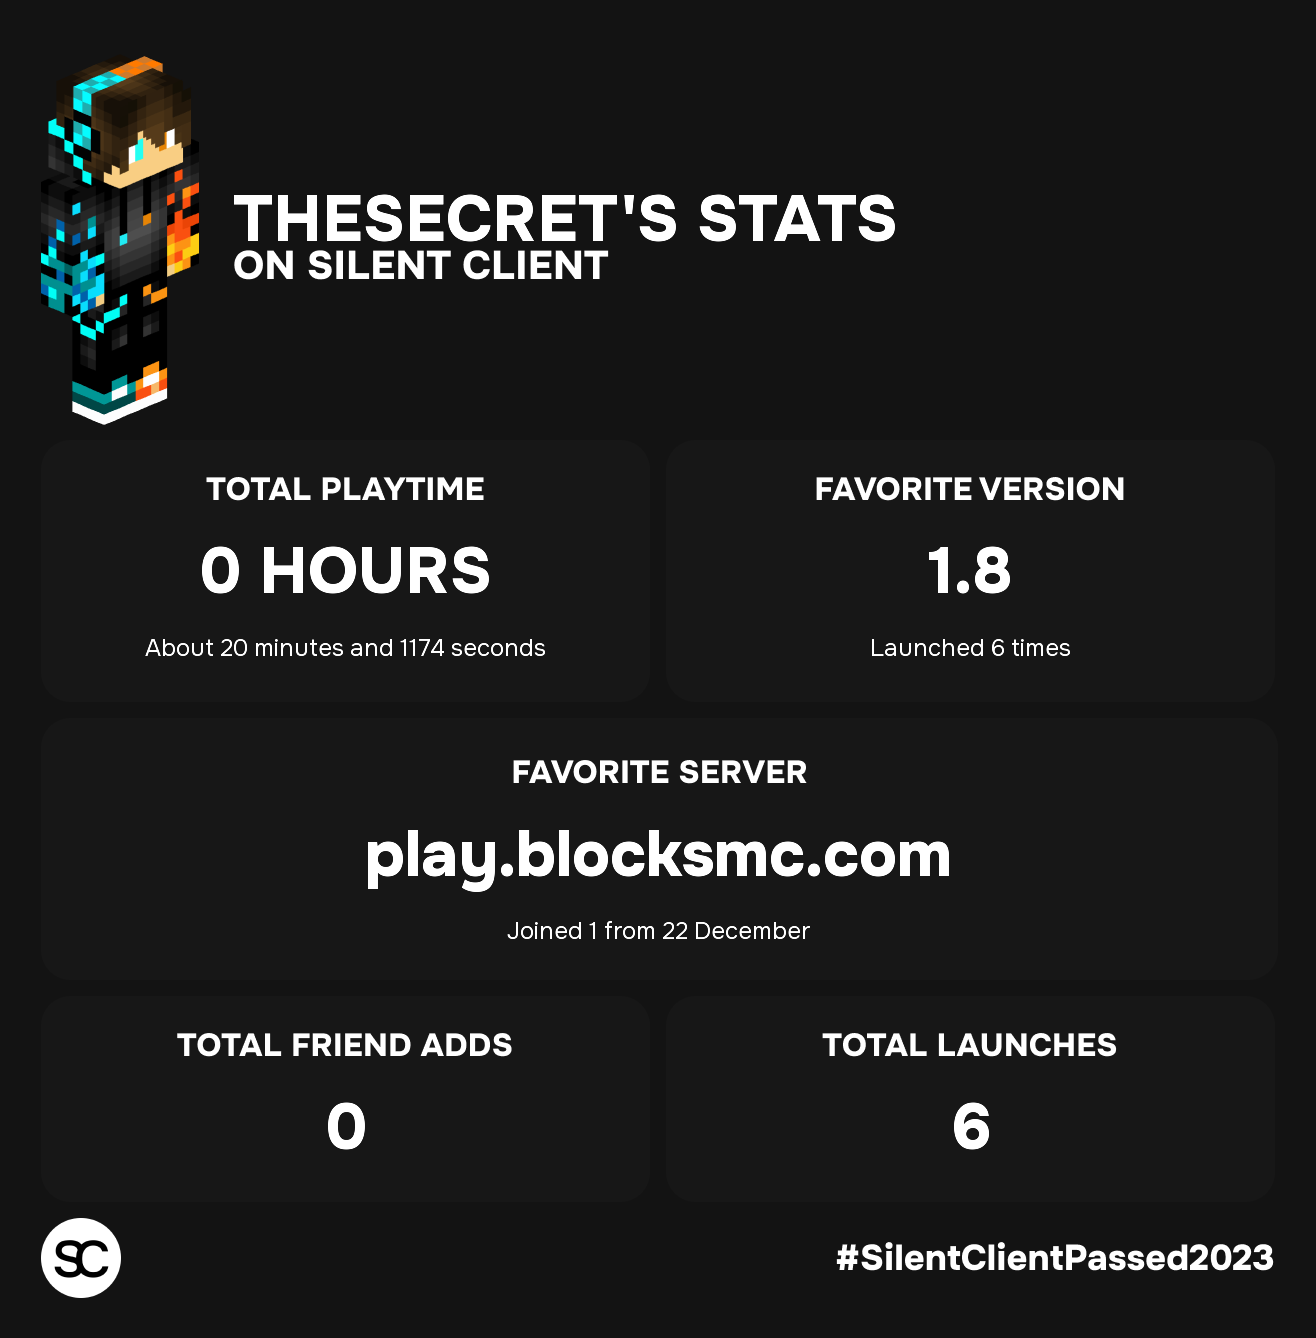 THESECRET'S STATS
ON SILENT CLIENT
TOTAL PLAYTIME
0 HOURS
About 20 minutes and 1174 seconds
FAVORITE VERSION
1.8
Launched 6 times
FAVORITE SERVER
play.blocksmc.com
Joined 1 from 22 December
TOTAL FRIEND ADDS
0
TOTAL LAUNCHES
6
SC
#SilentClientPassed2023